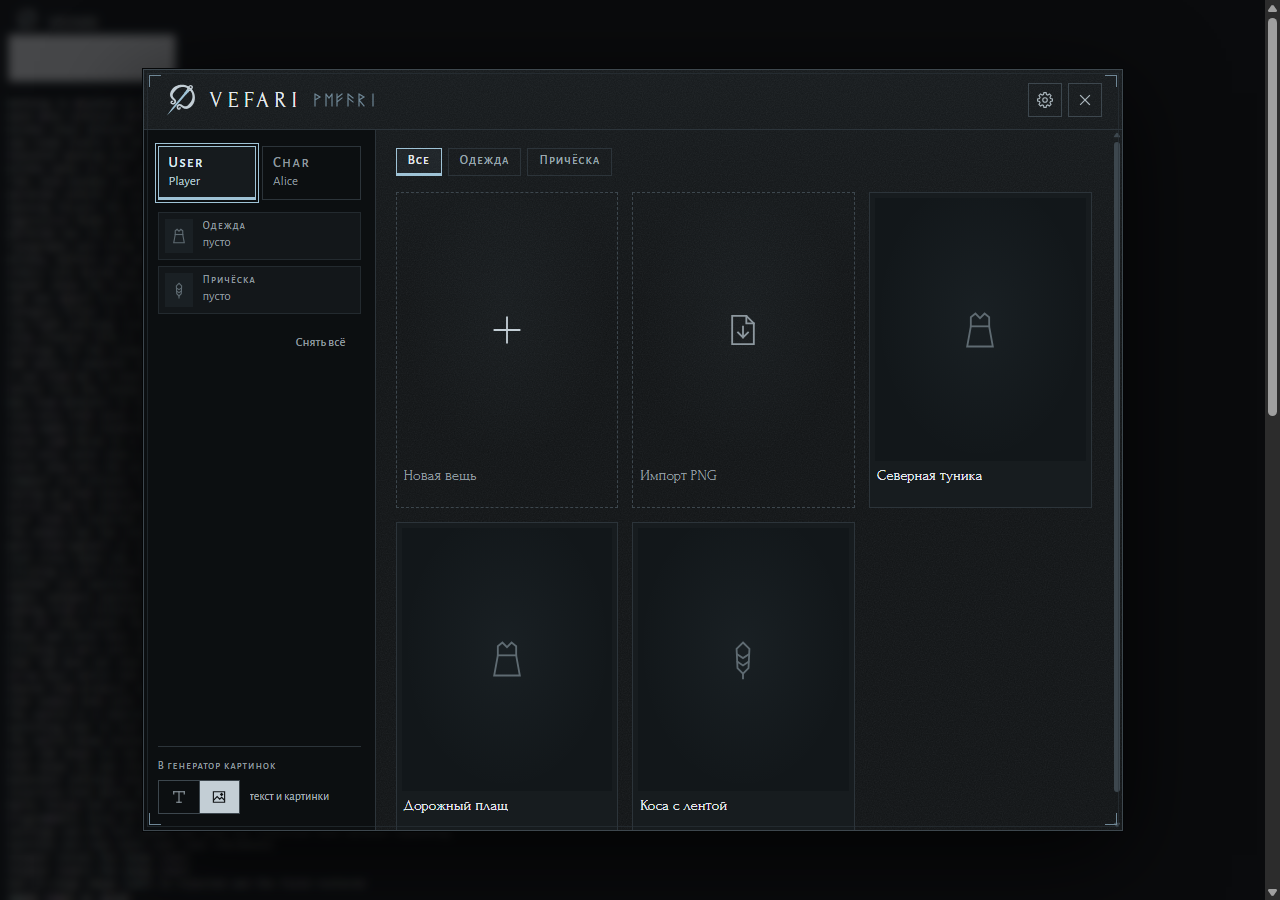 VEFARI ᚹᛖᚠᚨᚱᛁ
USER
Player
CHAR
Alice
Одежда
пусто
Причёска
пусто
Снять всё
Все
Одежда
Причёска
Новая вещь
Импорт PNG
Северная туника
Дорожный плащ
Коса с лентой
В генератор картинок
текст и картинки